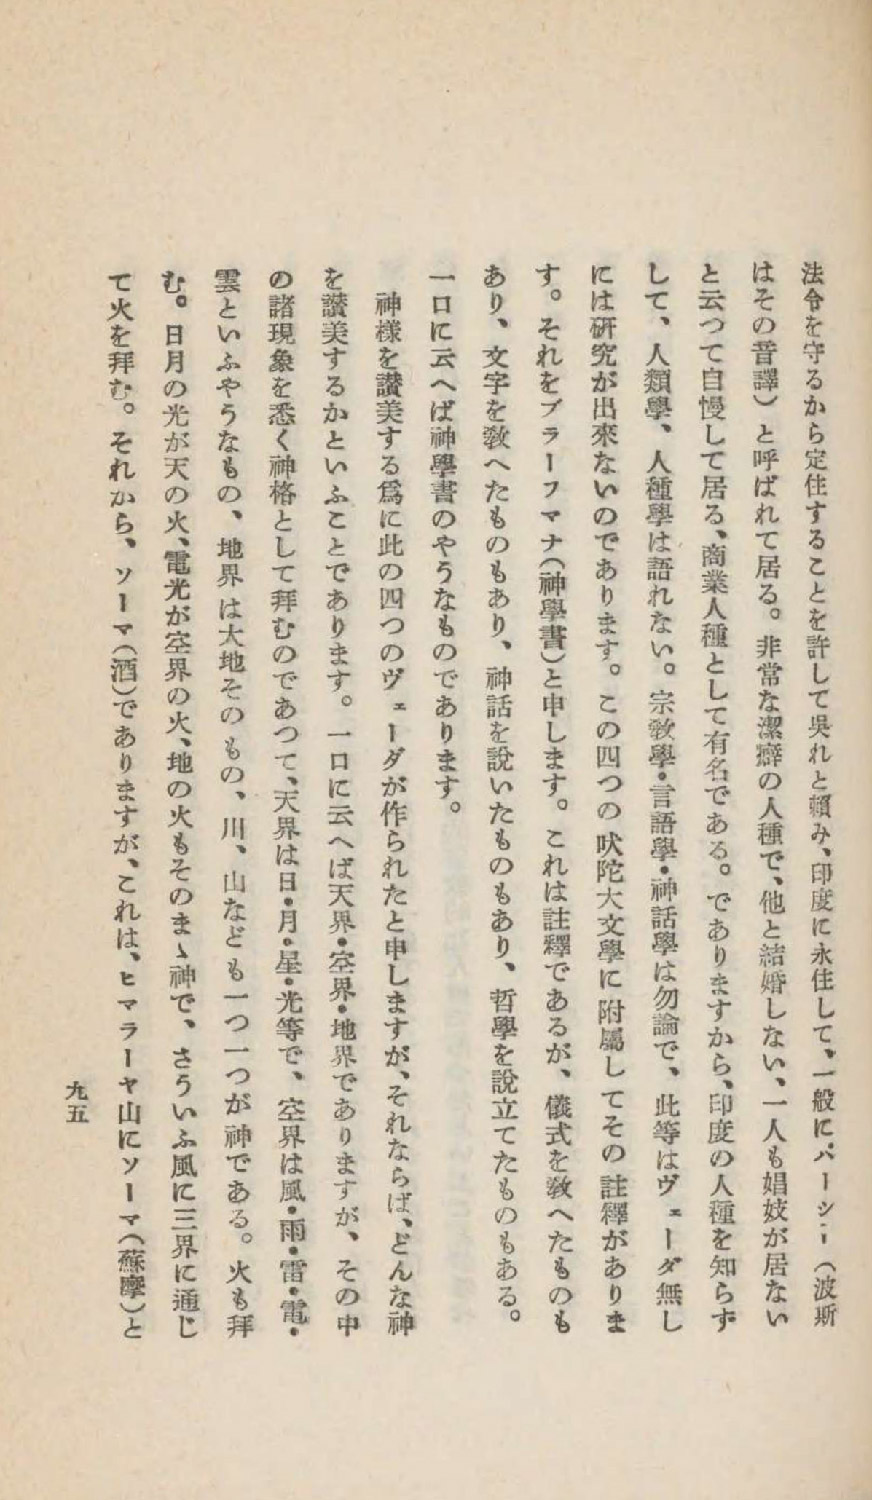 法令を守るから定住することを許して吳れと賴み、印度に永住して、一般にパーシー（波斯
はその音譯）と呼ばれて居る。非常な潔癖の人種で、他と結婚しない、一人も娼妓が居ない
と云つて自慢して居る、商業人種として有名である。でありますから、印度の人種を知らず
して、人類學、人種學は語れない。宗敎學・言語學・神話學は勿論で、此等はヴェーダ無し
には硏究が出來ないのであります。この四つの吠陀大文學に附屬してその註釋がありま
す。それをブラーフマナ（神學書）と申します。これは註釋であるが、儀式を敎へたものも
あり、文字を敎へたものもあり、神話を說いたものもあり、哲學を說立てたものもある。
一口に云へば神學書のやうなものであります。
神樣を讃美する爲に此の四つのヴェーダが作られたと申しますが、それならば、どんな神
を讃美するかといふことであります。一口に云へば天界・空界・地界でありますが、その中
の諸現象を悉く神格として拜むのであつて、天界は日・月・星・光等で、空界は風・雨・雷・電・
雲といふやうなもの、地界は大地そのもの、川、山なども一つ一つが神である。火も拜
む。日月の光が天の火、電光が空界の火、地の火もそのまゝ神で、さういふ風に三界に通じ
て火を拜む。それから、ソーマ（酒）でありますが、これは、ヒマラーヤ山にソーマ（蘇摩）と
九五